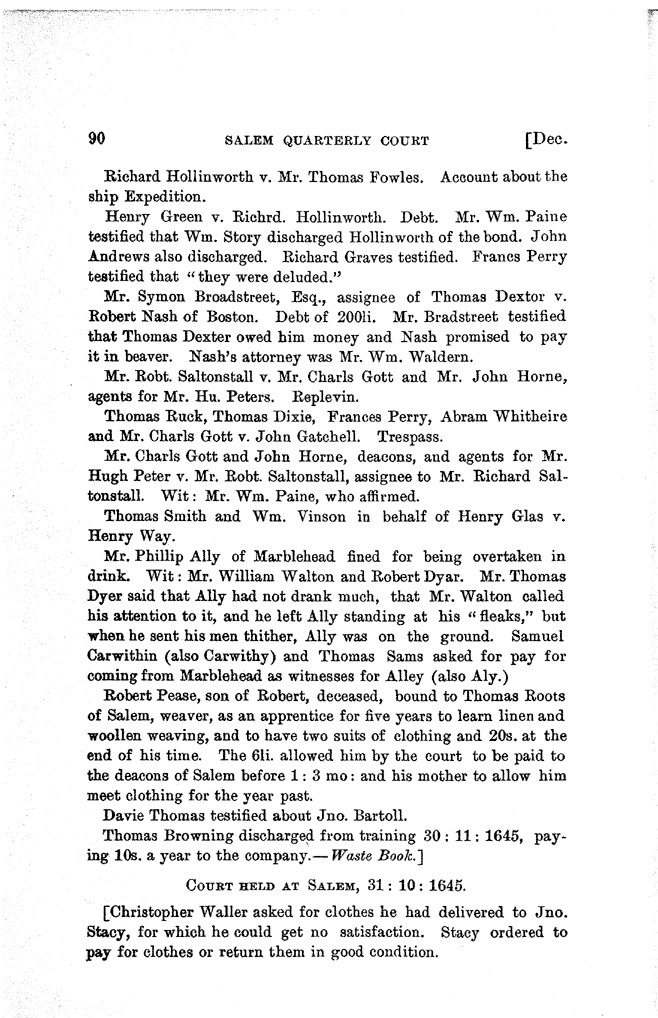 90 SALEM QUARTERLY COURT [Dec.
Richard Hollinworth v. Mr. Thomas Fowles. Account about the
ship Expedition.
Henry Green v. Richrd. Hollinworth. Debt. Mr. Wm. Paine
testified that Wm. Story discharged Hollinworth of the bond. John
Andrews also discharged. Richard Graves testified. Francs Perry
testified that "they were deluded."
Mr. Symon Broadstreet, Esq., assignee of Thomas Dextor v.
Robert Nash of Boston. Debt of 200li. Mr. Bradstreet testified
that Thomas Dexter owed him money and Nash promised to pay
it in beaver. Nash's attorney was Mr. Wm. Waldern.
Mr. Robt. Saltonstall v. Mr. Charls Gott and Mr. John Horne,
agents for Mr. Hu. Peters. Replevin.
Thomas Ruck, Thomas Dixie, Frances Perry, Abram Whitheire
and Mr. Charls Gott v. John Gatchell. Trespass.
Mr. Charls Gott and John Horne, deacons, and agents for Mr.
Hugh Peter v. Mr. Robt. Saltonstall, assignee to Mr. Richard Sal-
tonstall. Wit: Mr. Wm. Paine, who affirmed.
Thomas Smith and Wm. Vinson in behalf of Henry Glas v.
Henry Way.
Mr. Phillip Ally of Marblehead fined for being overtaken in
drink. Wit: Mr. William Walton and Robert Dyar. Mr. Thomas
Dyer said that Ally had not drank much, that Mr. Walton called
his attention to it, and he left Ally standing at his "fleaks," but
when he sent his men thither, Ally was on the ground. Samuel
Carwithin (also Carwithy) and Thomas Sams asked for pay for
coming from Marblehead as witnesses for Alley (also Aly.)
Robert Pease, son of Robert, deceased, bound to Thomas Roots
of Salem, weaver, as an apprentice for five years to learn linen and
woollen weaving, and to have two suits of clothing and 20s. at the
end of his time. The 6li. allowed him by the court to be paid to
the deacons of Salem before 1 : 3 mo : and his mother to allow him
meet clothing for the year past.
Davie Thomas testified about Jno. Bartoll.
Thomas Browning discharged from training 30 : 11 : 1645, pay-
ing 10s. a year to the company.—Waste Book.]
COURT HELD AT SALEM, 31 : 10 : 1645.
[Christopher Waller asked for clothes he had delivered to Jno.
Stacy, for which he could get no satisfaction. Stacy ordered to
pay for clothes or return them in good condition.